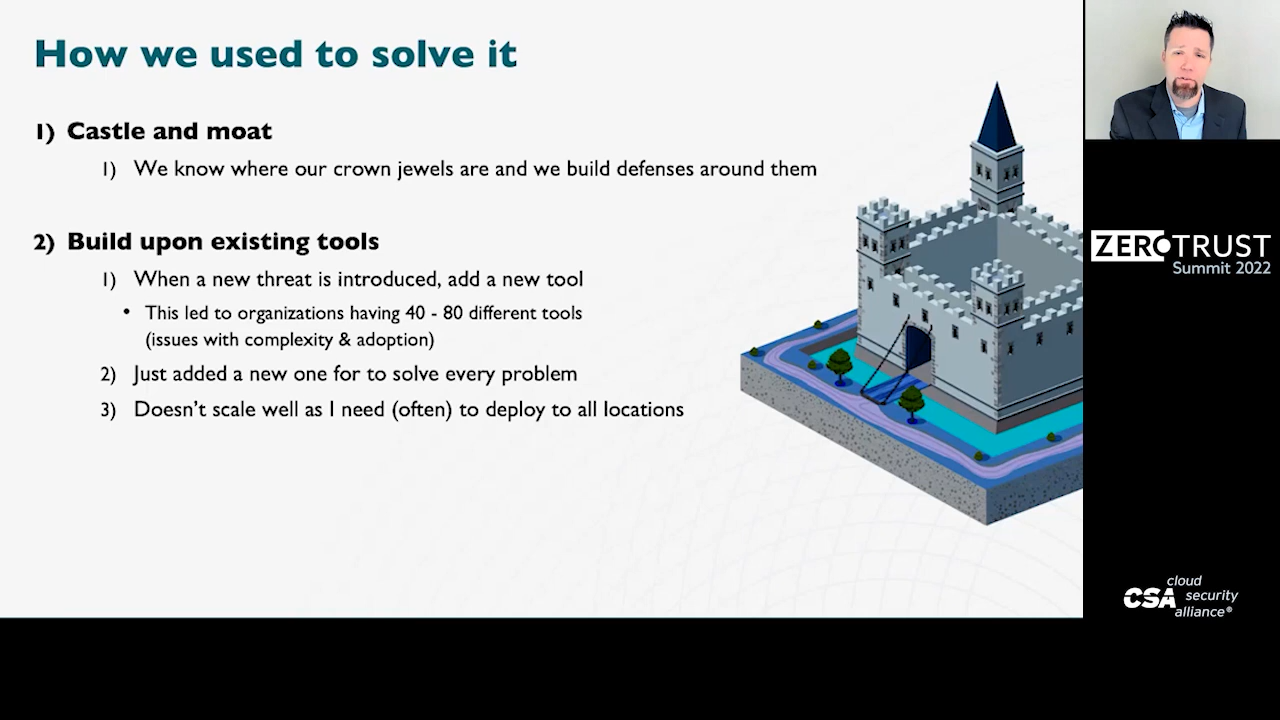 How we used to solve it
1) Castle and moat
1) We know where our crown jewels are and we build defenses around them
2) Build upon existing tools
1) When a new threat is introduced, add a new tool
• This led to organizations having 40 - 80 different tools
(issues with complexity & adoption)
2) Just added a new one for to solve every problem
3) Doesn't scale well as I need (often) to deploy to all locations
ZEROTRUST
Summit 2022
CSA cloud
security
alliance®